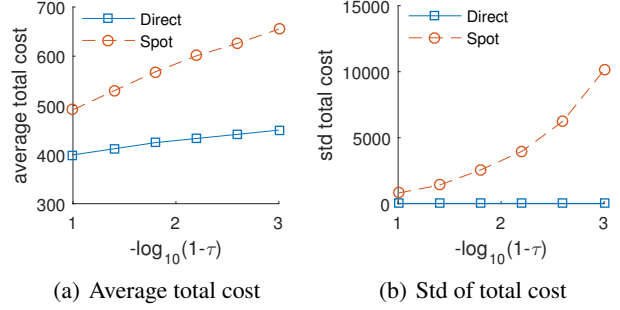 700
600
500
400
300
average total cost
Direct
Spot
1
2
3
-log10(1-τ)
(a) Average total cost
15000
10000
5000
0
std total cost
Direct
Spot
1
2
3
-log10(1-τ)
(b) Std of total cost